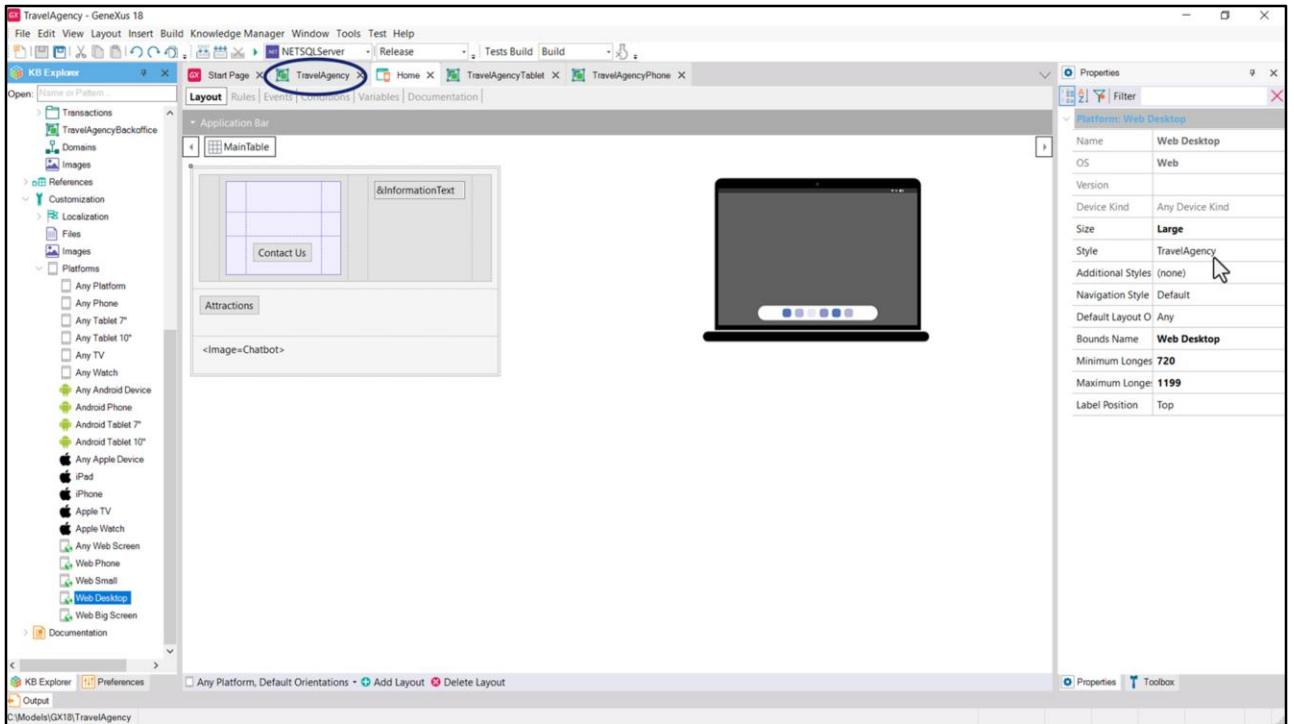 TravelAgency - GeneXus 18
File Edit View Layout Insert Build Knowledge Manager Window Tools Test Help
NETSQLServer Release Tests Build Build
KB Explorer
Open: Name or Pattern...
Transactions
TravelAgencyBackoffice
Domains
Images
References
Customization
Localization
Files
Images
Platforms
Any Platform
Any Phone
Any Tablet 7"
Any Tablet 10"
Any TV
Any Watch
Any Android Device
Android Phone
Android Tablet 7"
Android Tablet 10"
Any Apple Device
iPad
iPhone
Apple TV
Apple Watch
Any Web Screen
Web Phone
Web Small
Web Desktop
Web Big Screen
Documentation
KB Explorer Preferences
Output
C:\Models\GX18\TravelAgency
Start Page TravelAgency Home TravelAgencyTablet TravelAgencyPhone
Layout Rules Events Conditions Variables Documentation
Application Bar
MainTable
&InformationText
Contact Us
Attractions
<Image=Chatbot>
Any Platform, Default Orientations Add Layout Delete Layout
Properties
Filter
Platform: Web Desktop
Name Web Desktop
OS Web
Version
Device Kind Any Device Kind
Size Large
Style TravelAgency
Additional Styles (none)
Navigation Style Default
Default Layout O Any
Bounds Name Web Desktop
Minimum Longes 720
Maximum Longe 1199
Label Position Top
Properties Toolbox